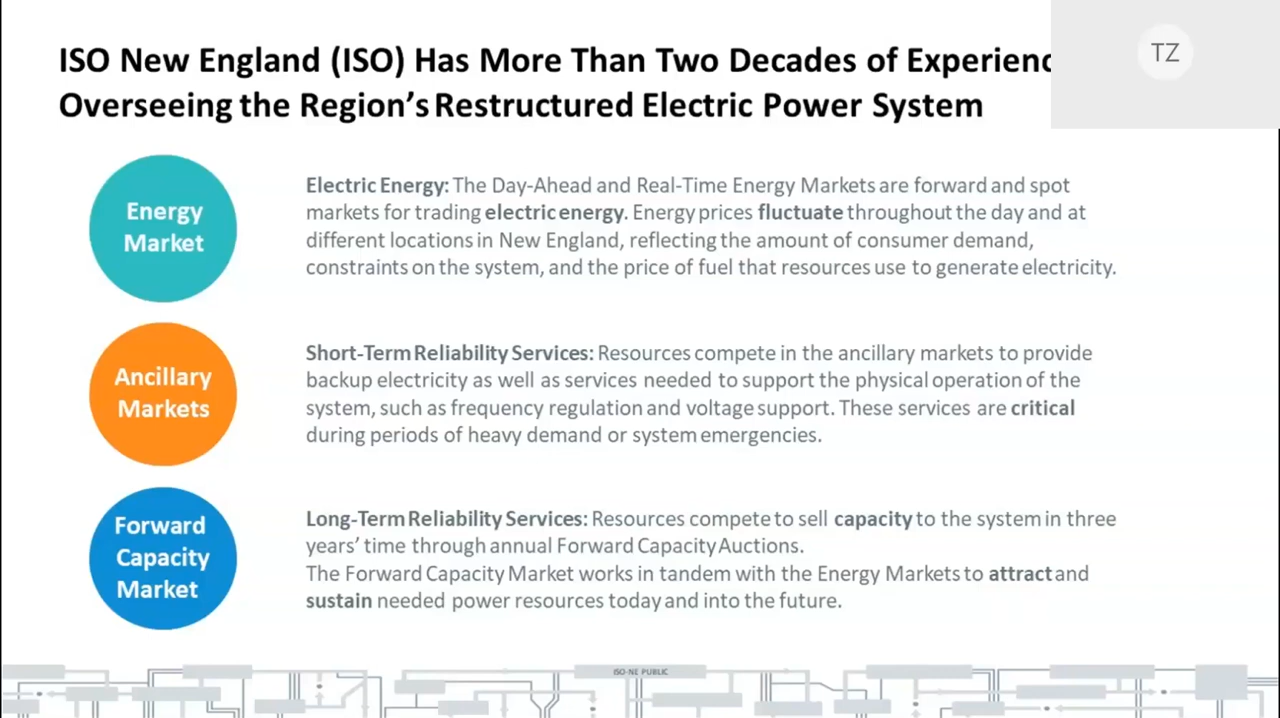 ISO New England (ISO) Has More Than Two Decades of Experienc
TZ
Overseeing the Region's Restructured Electric Power System
Energy
Market
Electric Energy: The Day-Ahead and Real-Time Energy Markets are forward and spot
markets for trading electric energy. Energy prices fluctuate throughout the day and at
different locations in New England, reflecting the amount of consumer demand,
constraints on the system, and the price of fuel that resources use to generate electricity.
Ancillary
Markets
Short-Term Reliability Services: Resources compete in the ancillary markets to provide
backup electricity as well as services needed to support the physical operation of the
system, such as frequency regulation and voltage support. These services are critical
during periods of heavy demand or system emergencies.
Forward
Capacity
Market
Long-Term Reliability Services: Resources compete to sell capacity to the system in three
years' time through annual Forward Capacity Auctions.
The Forward Capacity Market works in tandem with the Energy Markets to attract and
sustain needed power resources today and into the future.
ISO-NE PUBLIC